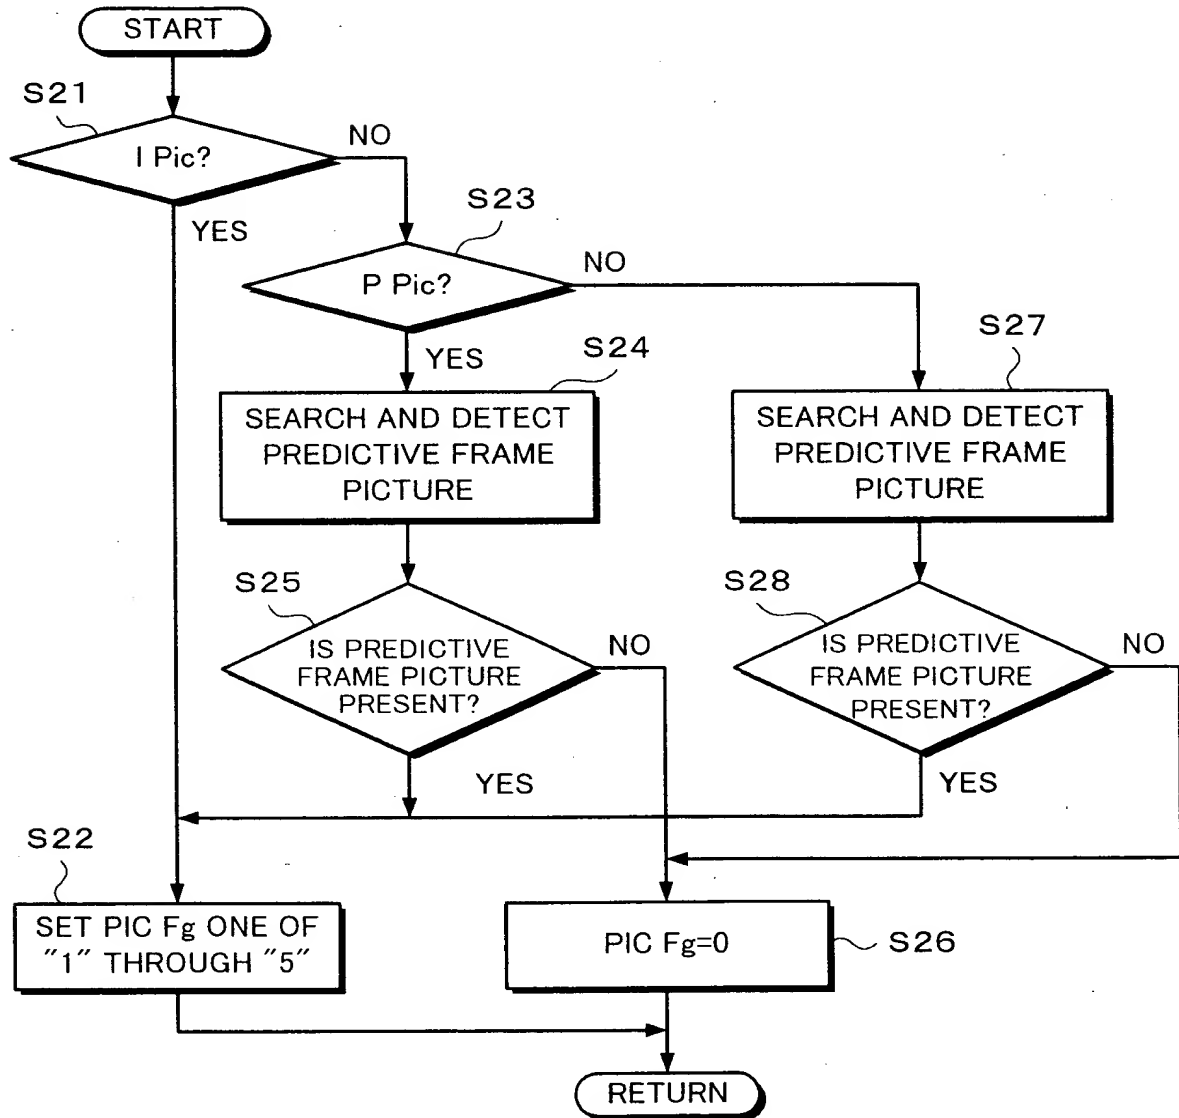 START
S21
I Pic?
NO
YES
S23
P Pic?
NO
YES
S24
SEARCH AND DETECT
PREDICTIVE FRAME
PICTURE
S27
SEARCH AND DETECT
PREDICTIVE FRAME
PICTURE
S25
IS PREDICTIVE
FRAME PICTURE
PRESENT?
NO
YES
S28
IS PREDICTIVE
FRAME PICTURE
PRESENT?
NO
YES
S22
SET PIC Fg ONE OF
"1" THROUGH "5"
PIC Fg=0
S26
RETURN